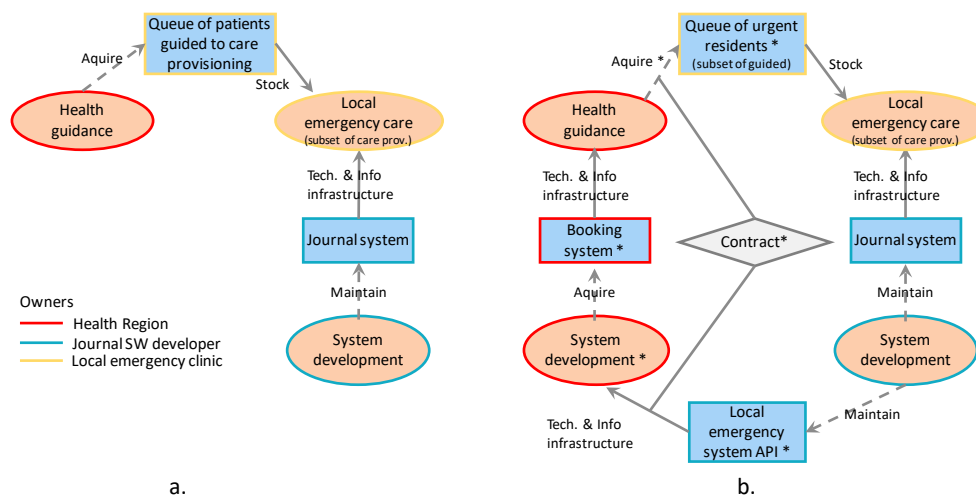 Queue of patients
guided to care
provisioning
Aquire
Stock
Health
guidance
Local
emergency care
(subset of care prov.)
Tech. & Info
infrastructure
Journal system
Maintain
System
development
Owners
Health Region
Journal SW developer
Local emergency clinic
a.
Queue of urgent
residents *
(subset of guided)
Aquire *
Stock
Health
guidance
Local
emergency care
(subset of care prov.)
Tech. & Info
infrastructure
Tech. & Info
infrastructure
Booking
system *
Contract*
Journal system
Aquire
Maintain
System
development *
System
development
Tech. & Info
infrastructure
Local
emergency
system API *
Maintain
b.